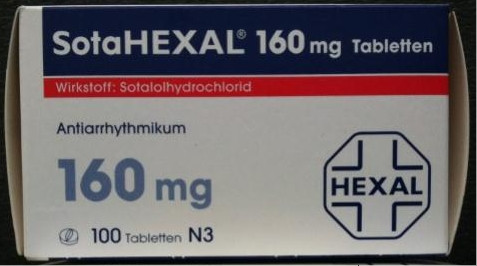 SotaHEXAL® 160 mg Tabletten
Wirkstoff: Sotalolhydrochlorid
Antiarrhythmikum
160 mg
HEXAL
100 Tabletten N3